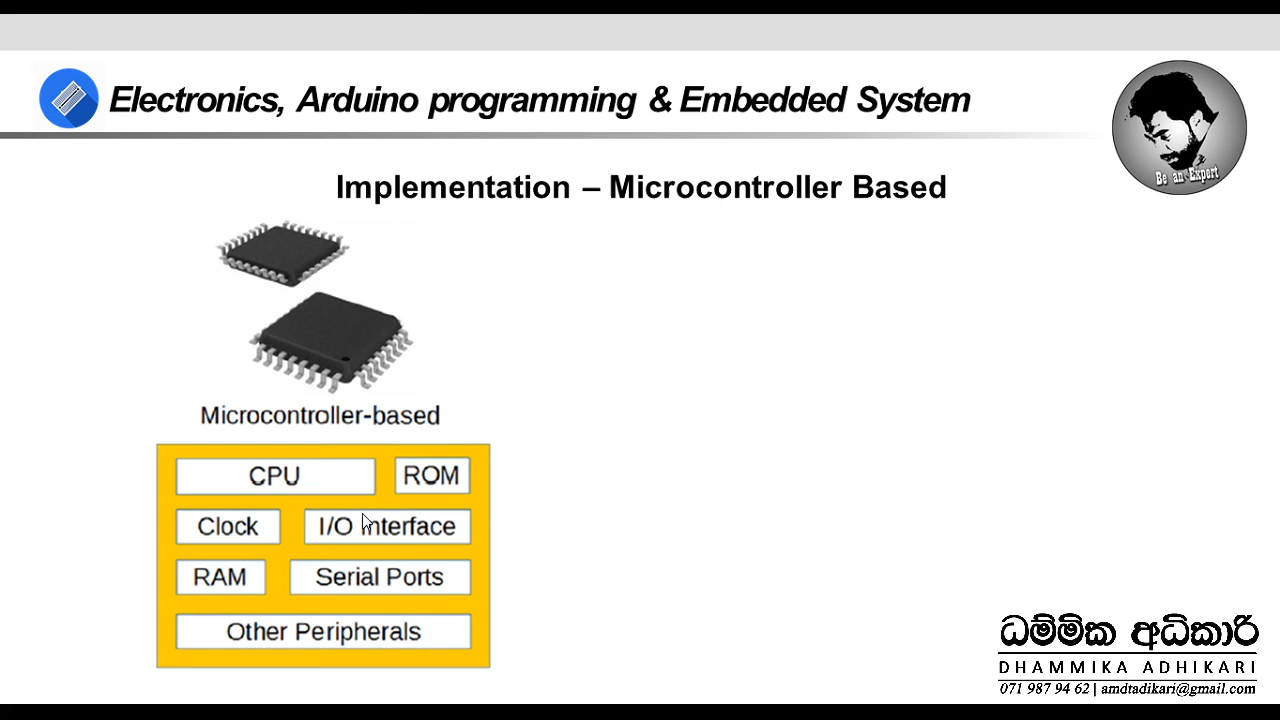 Electronics, Arduino programming & Embedded System
Be an Expert
Implementation – Microcontroller Based
Microcontroller-based
CPU
ROM
Clock
I/O Interface
RAM
Serial Ports
Other Peripherals
ධම්මික අධිකාරි
DHAMMIKA ADHIKARI
071 987 94 62 | amdtadikari@gmail.com